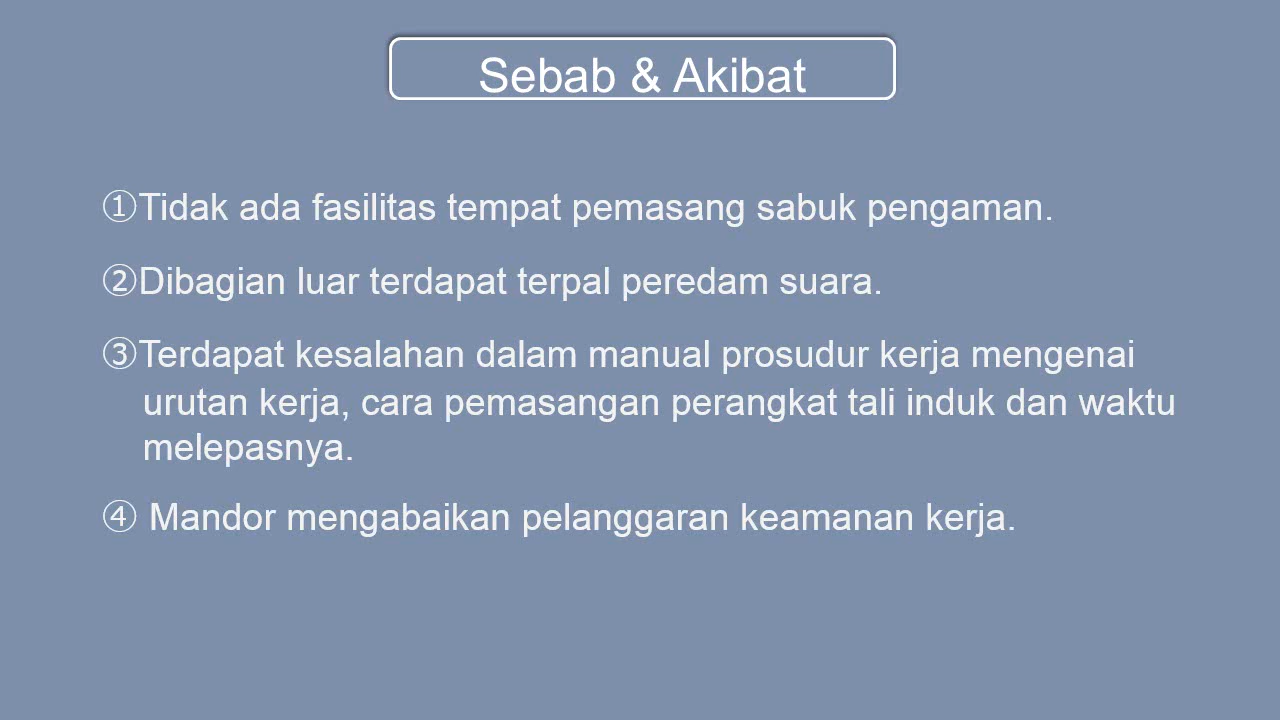 Sebab & Akibat
①Tidak ada fasilitas tempat pemasang sabuk pengaman.
②Dibagian luar terdapat terpal peredam suara.
③Terdapat kesalahan dalam manual prosudur kerja mengenai
urutan kerja, cara pemasangan perangkat tali induk dan waktu
melepasnya.
④ Mandor mengabaikan pelanggaran keamanan kerja.